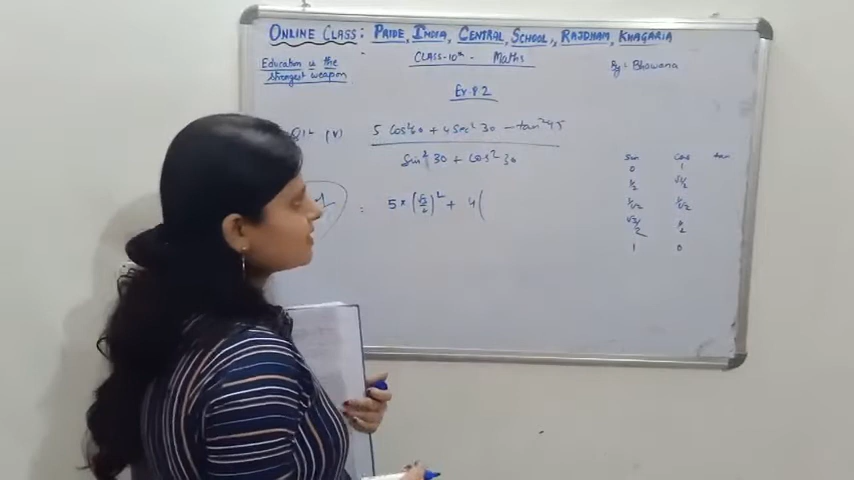 ONLINE CLASS: PRIDE, INDIA, CENTRAL, SCHOOL, RAJDHAM, KHAGARIA
Education is the strongest weapon
CLASS-10th - Maths
By: Bhawana
Ex. 8.2
(V) 5 cos²60 + 4 sec² 30 - tan² 45
Sin² 30 + cos² 30
= 5 × (√3/2)² + 4(
Sin cos tan
0 1
1/2 √3/2
1/√2 1/√2
√3/2 1/2
1 0